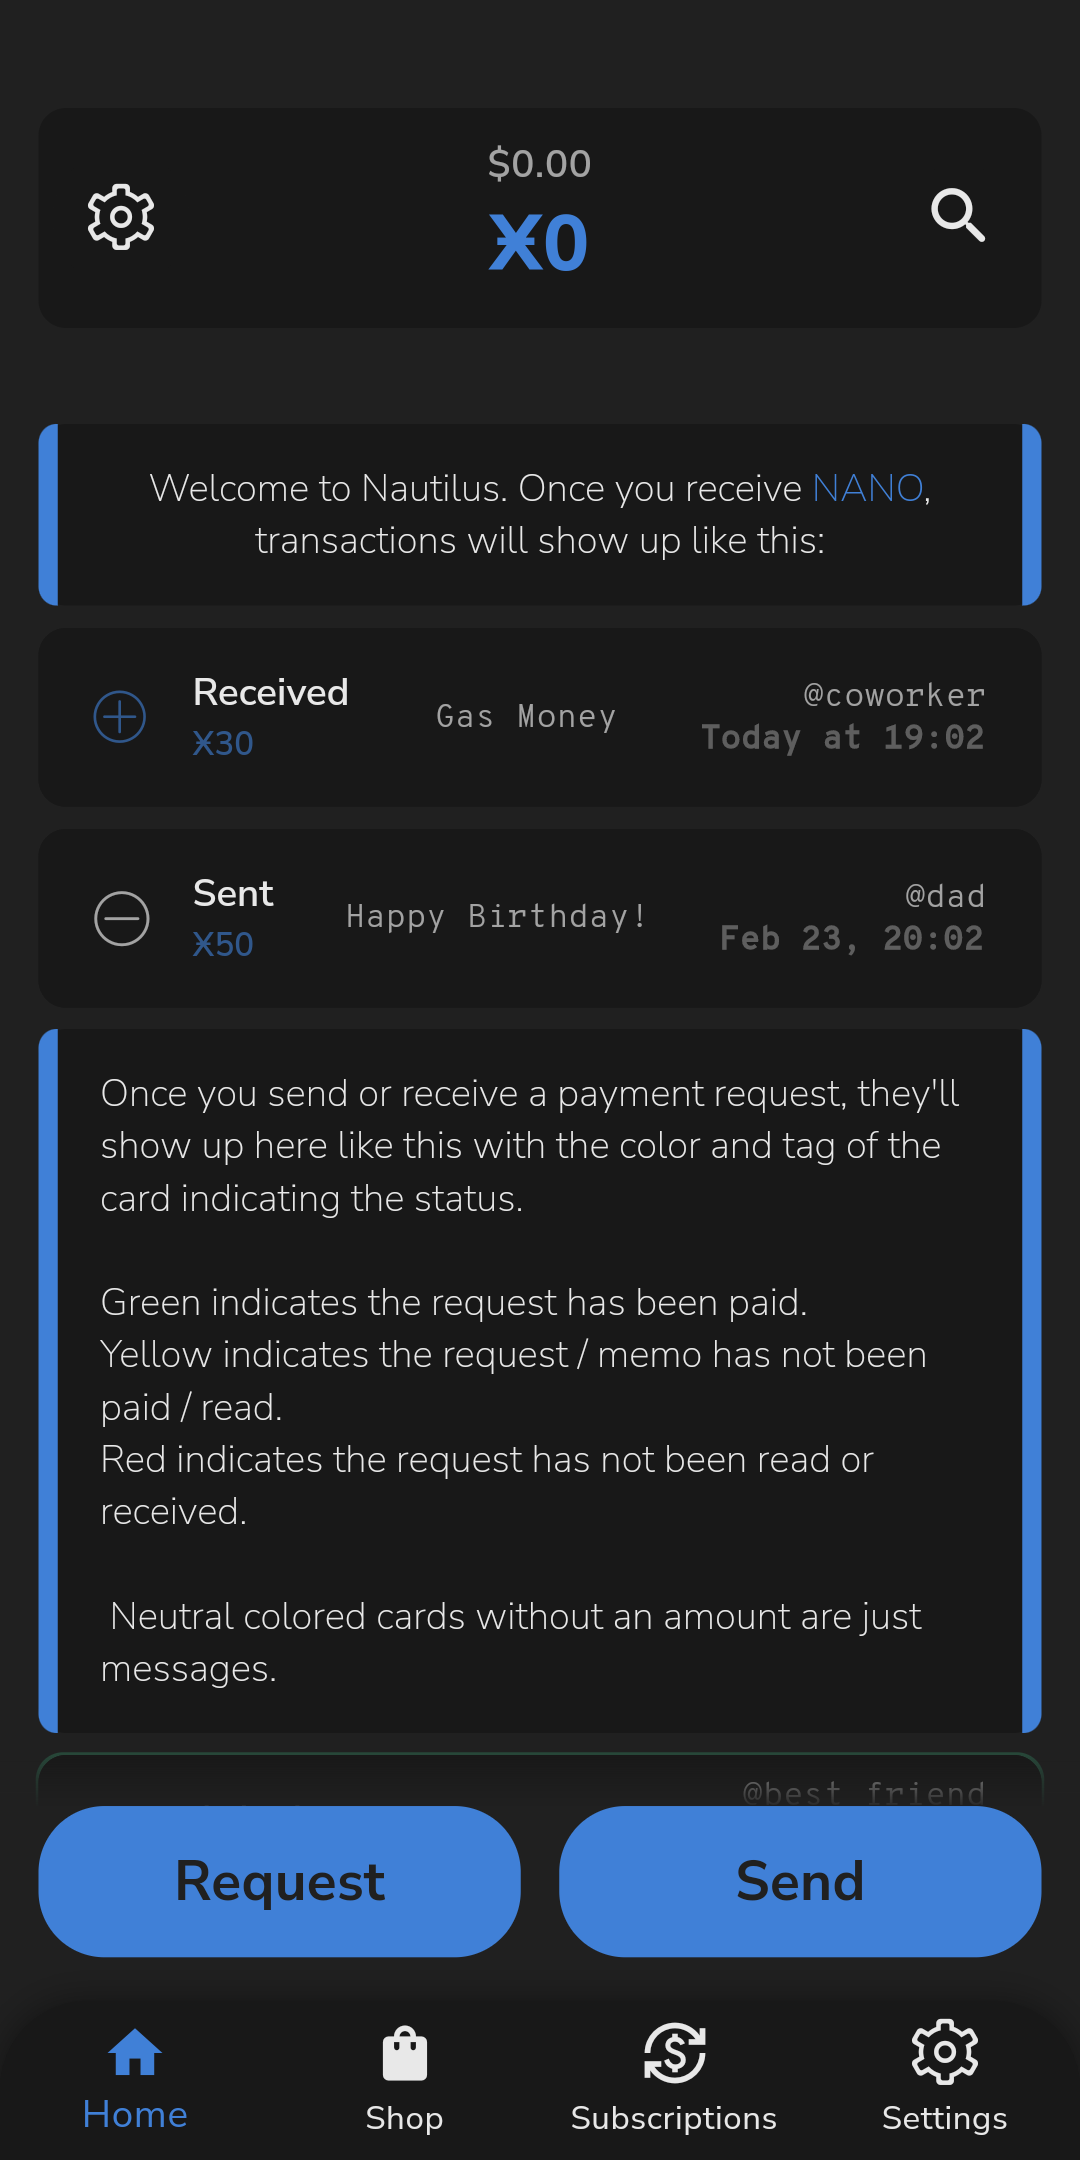 $0.00
Ӿ0
Welcome to Nautilus. Once you receive NANO,
transactions will show up like this:
Received
Ӿ30
Gas Money
@coworker
Today at 19:02
Sent
Ӿ50
Happy Birthday!
@dad
Feb 23, 20:02
Once you send or receive a payment request, they'll
show up here like this with the color and tag of the
card indicating the status.
Green indicates the request has been paid.
Yellow indicates the request / memo has not been
paid / read.
Red indicates the request has not been read or
received.
Neutral colored cards without an amount are just
messages.
@best friend
Request
Send
Home
Shop
Subscriptions
Settings